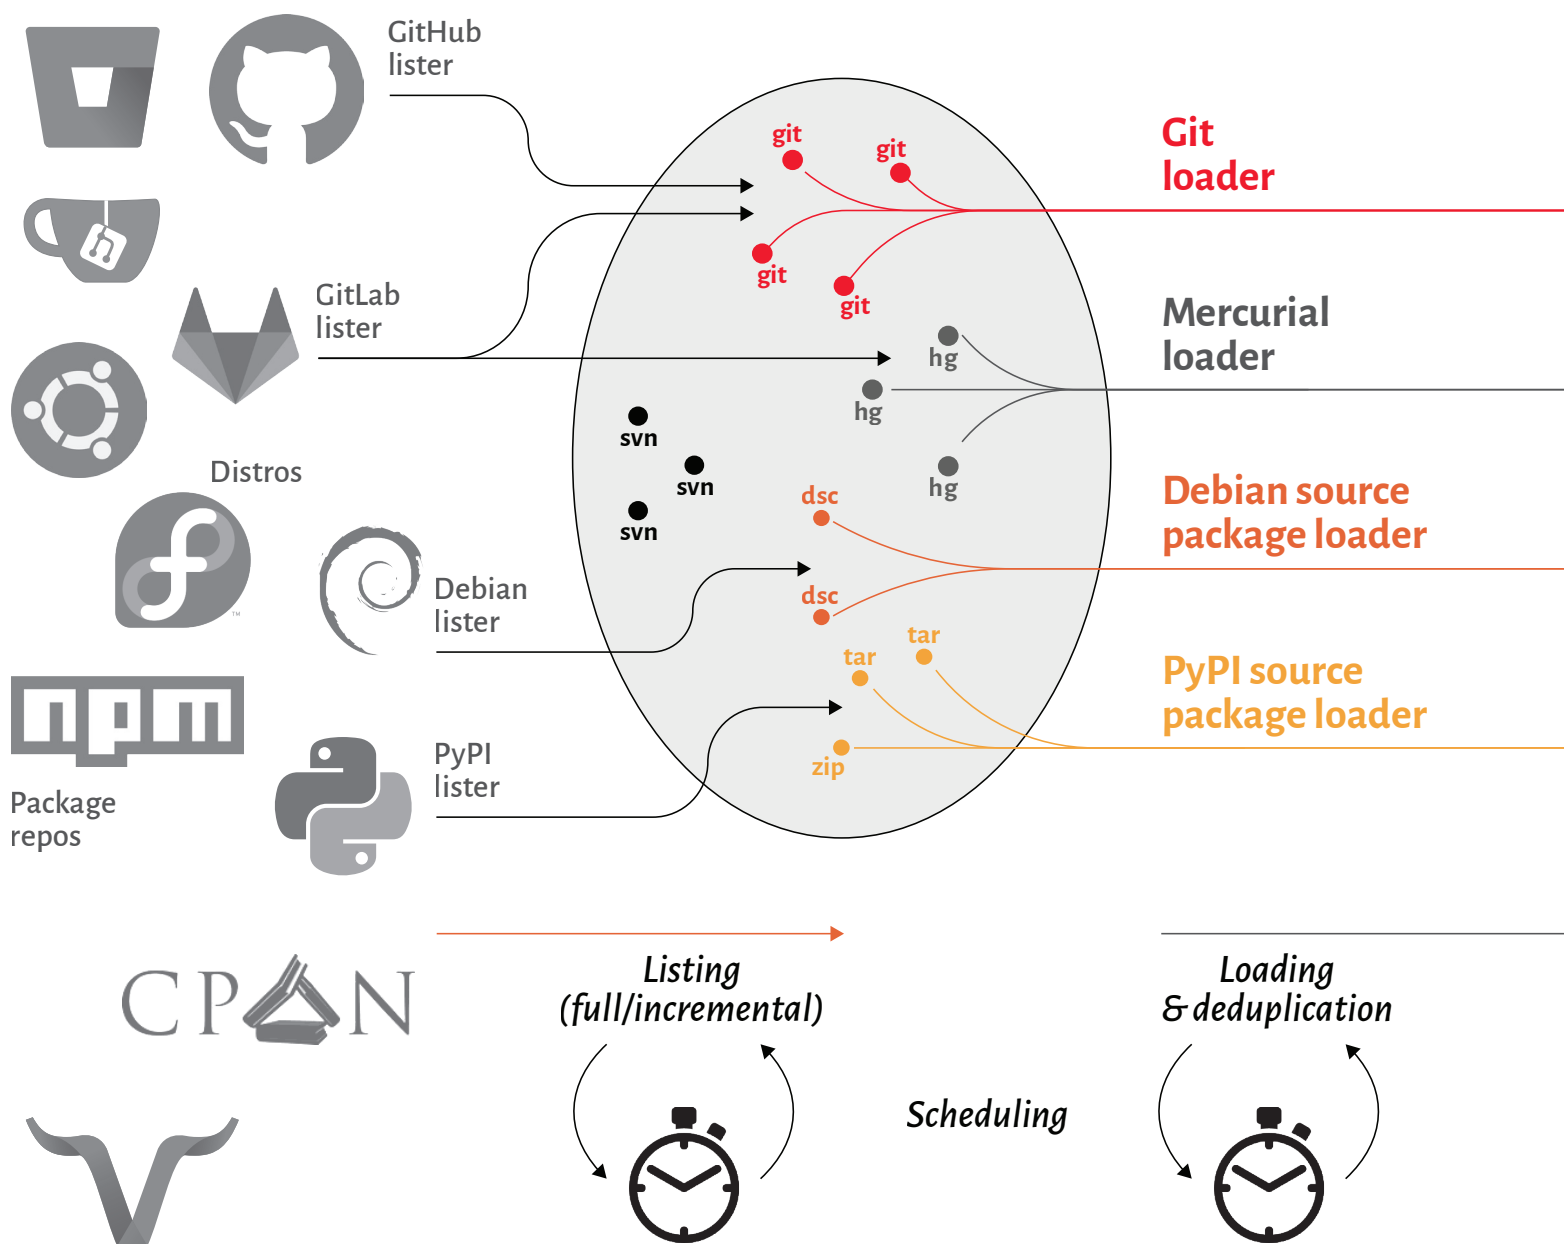 GitHub
lister
git
git
git
git
Git
loader
GitLab
lister
hg
hg
hg
Mercurial
loader
svn
svn
svn
Distros
dsc
dsc
Debian source
package loader
Debian
lister
™
tar
tar
zip
PyPI source
package loader
npm
PyPI
lister
Package
repos
CPAN
Listing
(full/incremental)
Loading
& deduplication
Scheduling